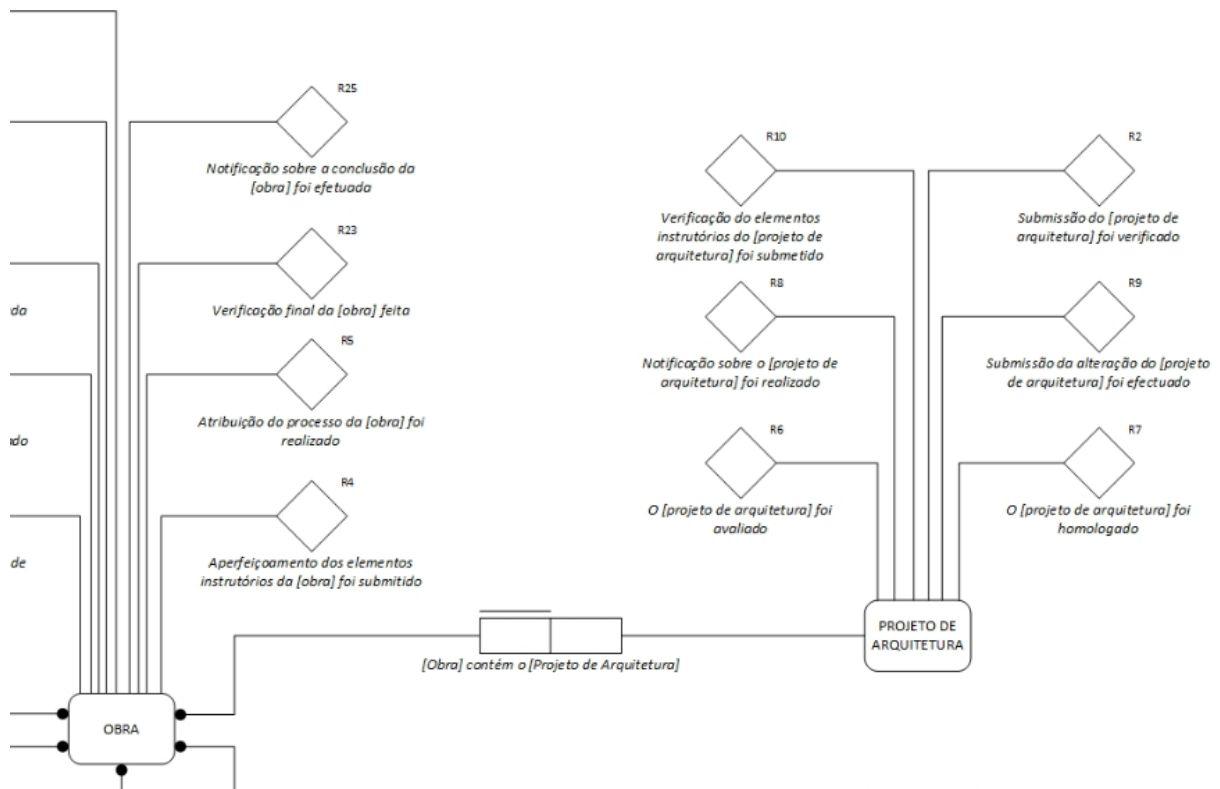 R25
Notificação sobre a conclusão da
[obra] foi efetuada
R23
Verificação final da [obra] feita
R5
Atribuição do processo da [obra] foi
realizado
R4
Aperfeiçoamento dos elementos
instrutórios da [obra] foi submitido
da
do
de
R10
Verificação do elementos
instrutórios do [projeto de
arquitetura] foi submetido
R2
Submissão do [projeto de
arquitetura] foi verificado
R8
Notificação sobre o [projeto de
arquitetura] foi realizado
R9
Submissão da alteração do [projeto
de arquitetura] foi efectuado
R6
O [projeto de arquitetura] foi
avaliado
R7
O [projeto de arquitetura] foi
homologado
[Obra] contém o [Projeto de Arquitetura]
PROJETO DE
ARQUITETURA
OBRA